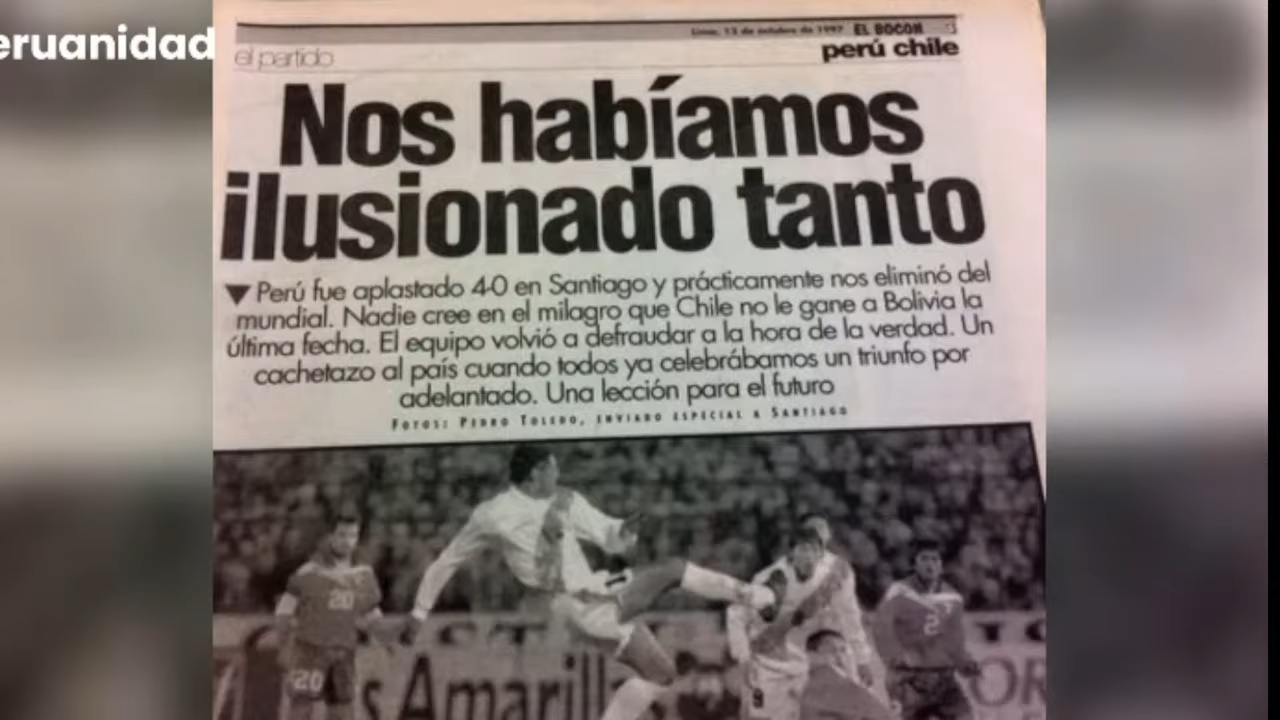 eruanidad
Lima, 13 de octubre de 1997 EL BOCON
el partido
perú chile
Nos habíamos
ilusionado tanto
▼ Perú fue aplastado 4-0 en Santiago y prácticamente nos eliminó del
mundial. Nadie cree en el milagro que Chile no le gane a Bolivia la
última fecha. El equipo volvió a defraudar a la hora de la verdad. Un
cachetazo al país cuando todos ya celebrábamos un triunfo por
adelantado. Una lección para el futuro
FOTOS: PEDRO TOLEDO, ENVIADO ESPECIAL A SANTIAGO
20
2
20
s Amarill
9
OR